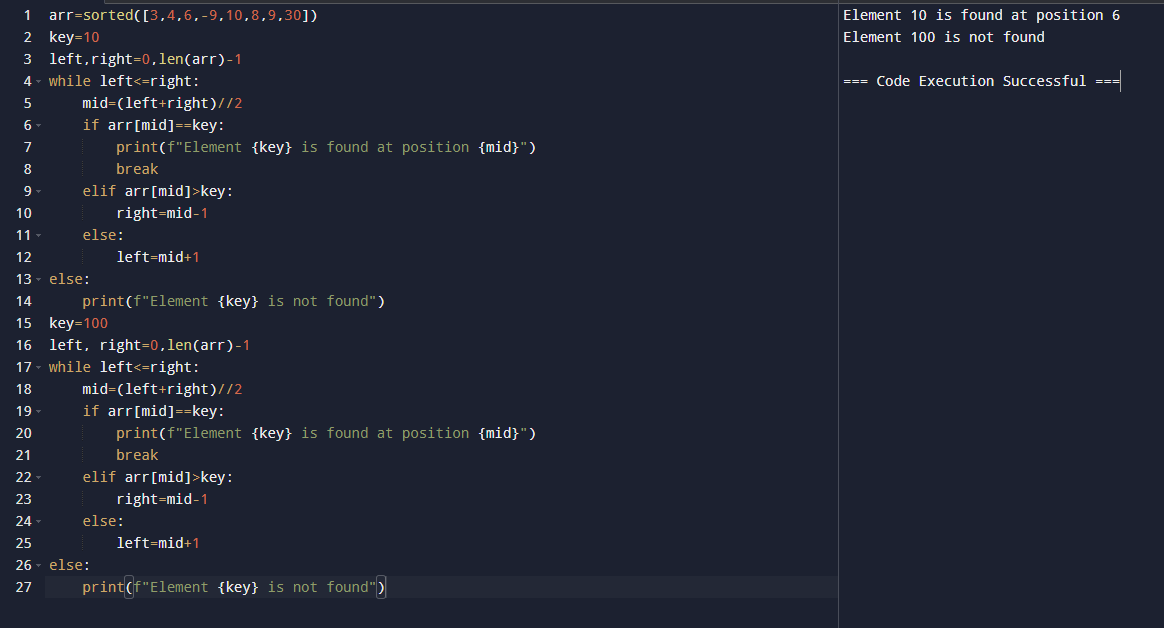 1 arr=sorted([3,4,6,-9,10,8,9,30])
2 key=10
3 left,right=0,len(arr)-1
4 while left<=right:
5     mid=(left+right)//2
6     if arr[mid]==key:
7         print(f"Element {key} is found at position {mid}")
8         break
9     elif arr[mid]>key:
10         right=mid-1
11     else:
12         left=mid+1
13 else:
14     print(f"Element {key} is not found")
15 key=100
16 left, right=0,len(arr)-1
17 while left<=right:
18     mid=(left+right)//2
19     if arr[mid]==key:
20         print(f"Element {key} is found at position {mid}")
21         break
22     elif arr[mid]>key:
23         right=mid-1
24     else:
25         left=mid+1
26 else:
27     print(f"Element {key} is not found")
Element 10 is found at position 6
Element 100 is not found
=== Code Execution Successful ===